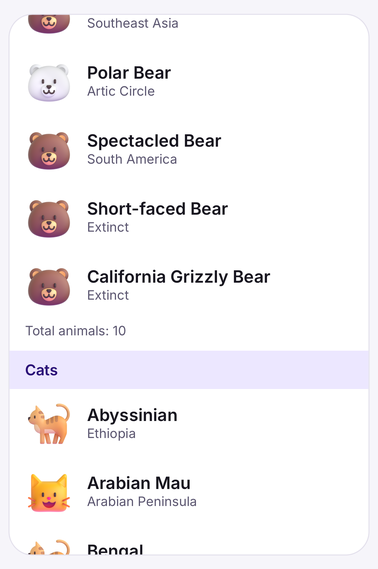 Southeast Asia
Polar Bear
Artic Circle
Spectacled Bear
South America
Short-faced Bear
Extinct
California Grizzly Bear
Extinct
Total animals: 10
Cats
Abyssinian
Ethiopia
Arabian Mau
Arabian Peninsula
Bengal